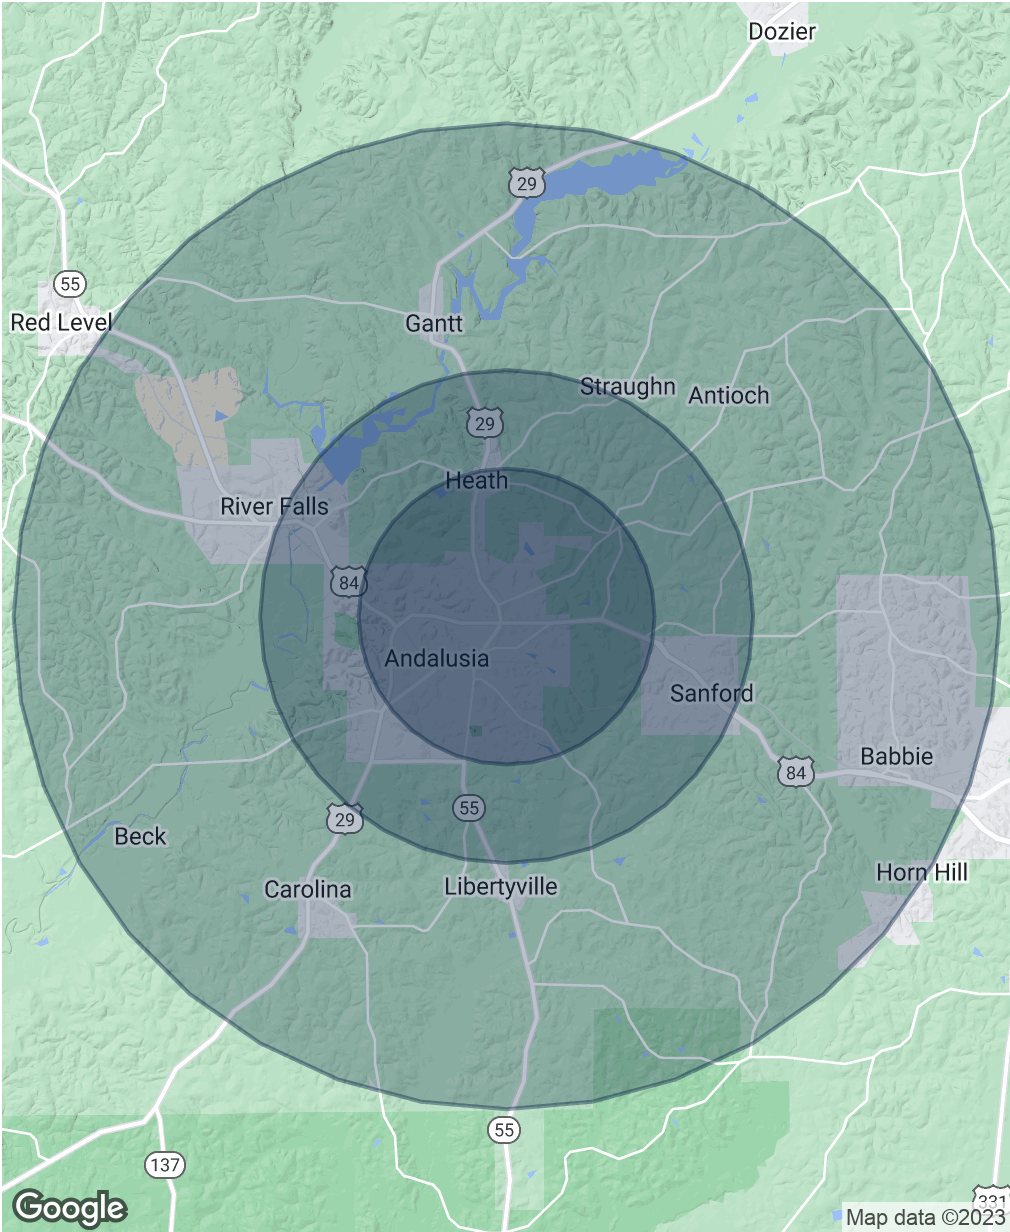 Dozier
29
55
Red Level
Gantt
Straughn
Antioch
29
Heath
River Falls
84
Andalusia
Sanford
Babbie
84
55
29
Beck
Horn Hill
Carolina
Libertyville
55
137
331
Google
Map data ©2023